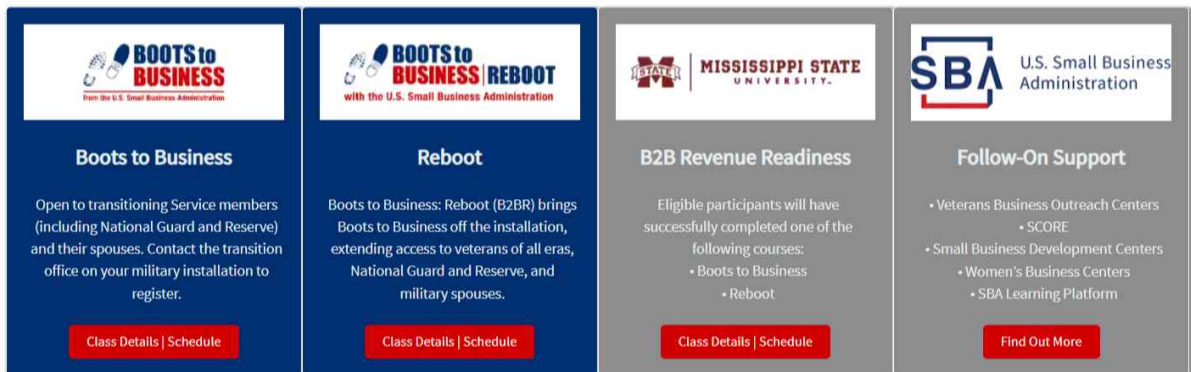 BOOTS to
BUSINESS
from the U.S. Small Business Administration
Boots to Business
Open to transitioning Service members
(including National Guard and Reserve)
and their spouses. Contact the transition
office on your military installation to
register.
Class Details | Schedule
BOOTS to
BUSINESS | REBOOT
with the U.S. Small Business Administration
Reboot
Boots to Business: Reboot (B2BR) brings
Boots to Business off the installation,
extending access to veterans of all eras,
National Guard and Reserve, and
military spouses.
Class Details | Schedule
STATE
MISSISSIPPI STATE
UNIVERSITY™
B2B Revenue Readiness
Eligible participants will have
successfully completed one of the
following courses:
• Boots to Business
• Reboot
Class Details | Schedule
SBA
U.S. Small Business
Administration
Follow-On Support
• Veterans Business Outreach Centers
• SCORE
• Small Business Development Centers
• Women's Business Centers
• SBA Learning Platform
Find Out More